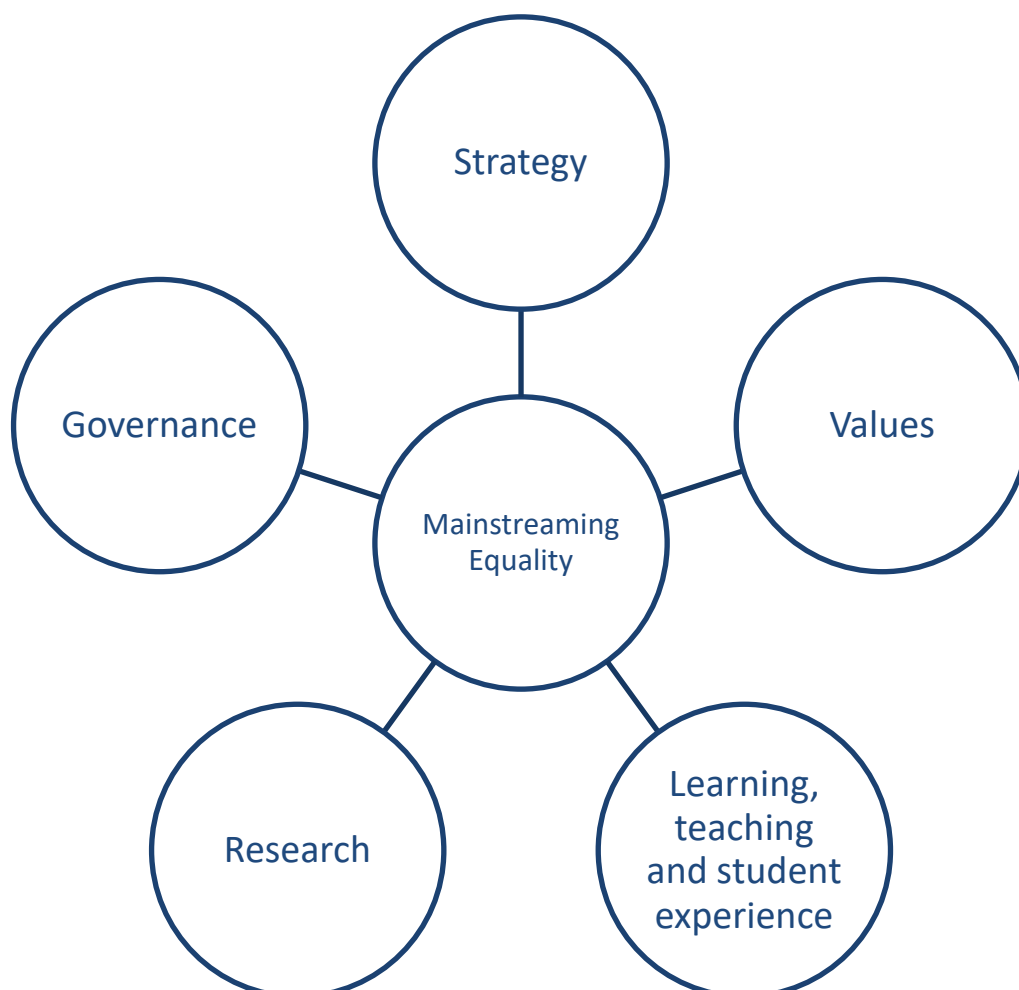 Strategy
Governance
Values
Mainstreaming
Equality
Research
Learning,
teaching
and student
experience